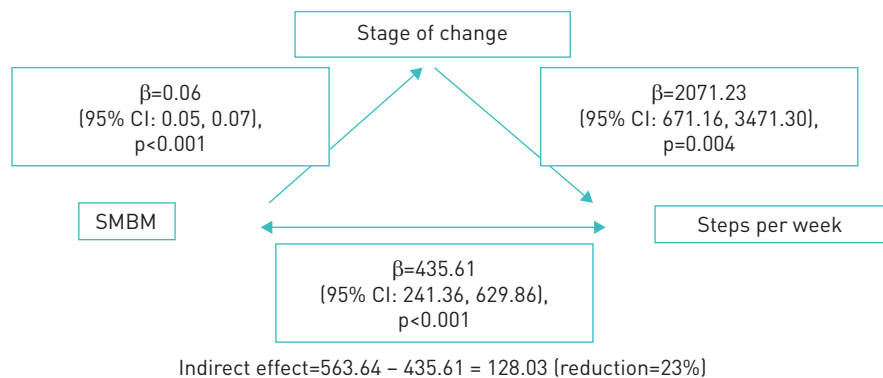 Stage of change
β=0.06
(95% CI: 0.05, 0.07),
p<0.001
β=2071.23
(95% CI: 671.16, 3471.30),
p=0.004
SMBM
Steps per week
β=435.61
(95% CI: 241.36, 629.86),
p<0.001
Indirect effect=563.64 – 435.61 = 128.03 (reduction=23%)